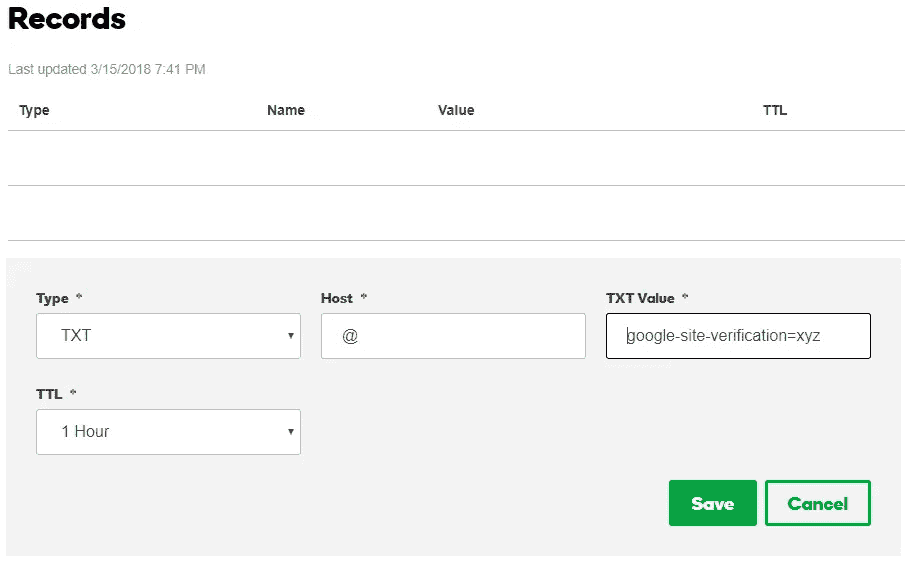 Records
Last updated 3/15/2018 7:41 PM
Type Name Value TTL
Type * Host * TXT Value *
TXT @ google-site-verification=xyz
TTL *
1 Hour
Save Cancel